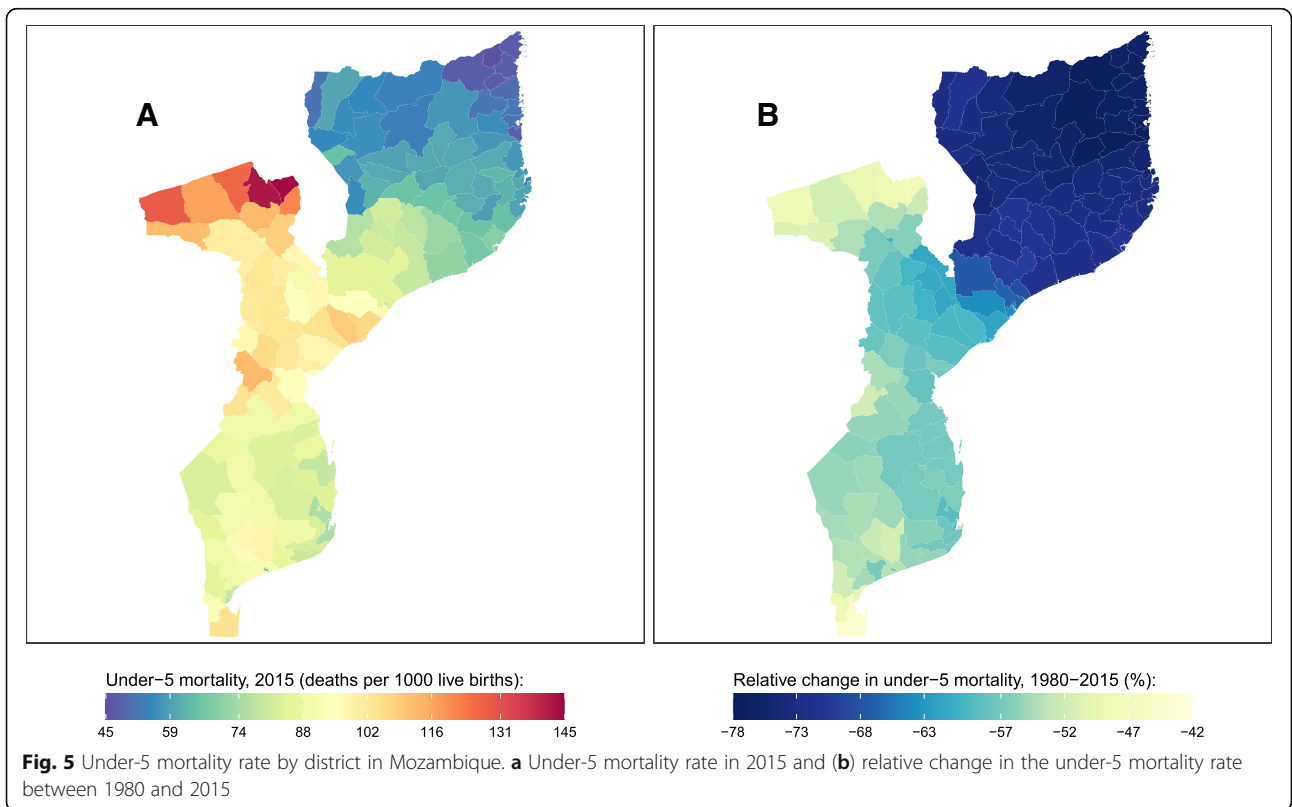 A
B
Under−5 mortality, 2015 (deaths per 1000 live births):
45 59 74 88 102 116 131 145
Relative change in under−5 mortality, 1980−2015 (%):
−78 −73 −68 −63 −57 −52 −47 −42
Fig. 5 Under-5 mortality rate by district in Mozambique. a Under-5 mortality rate in 2015 and (b) relative change in the under-5 mortality rate
between 1980 and 2015